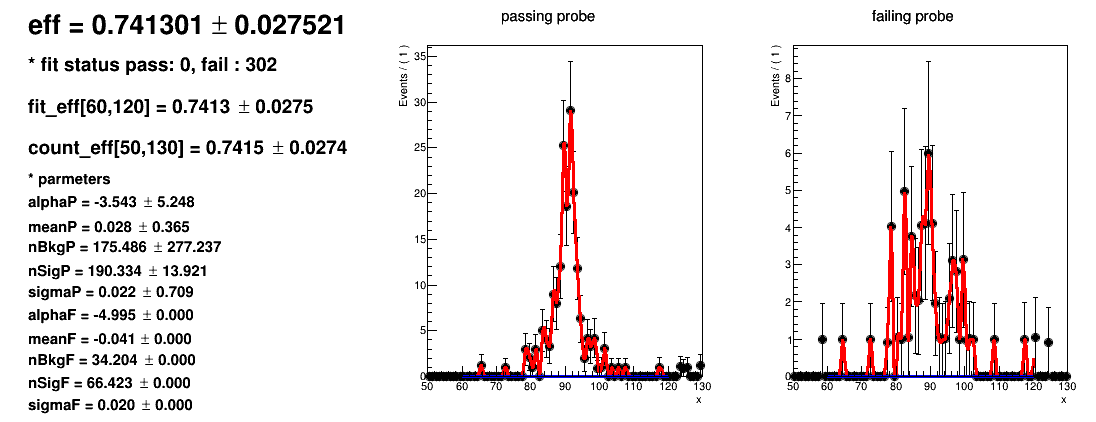 eff = 0.741301 ± 0.027521
* fit status pass: 0, fail : 302
fit_eff[60,120] = 0.7413 ± 0.0275
count_eff[50,130] = 0.7415 ± 0.0274
* parmeters
alphaP = -3.543 ± 5.248
meanP = 0.028 ± 0.365
nBkgP = 175.486 ± 277.237
nSigP = 190.334 ± 13.921
sigmaP = 0.022 ± 0.709
alphaF = -4.995 ± 0.000
meanF = -0.041 ± 0.000
nBkgF = 34.204 ± 0.000
nSigF = 66.423 ± 0.000
sigmaF = 0.020 ± 0.000
passing probe
Events / ( 1 )
35
30
25
20
15
10
5
0
50 60 70 80 90 100 110 120 130
x
failing probe
Events / ( 1 )
8
7
6
5
4
3
2
1
0
50 60 70 80 90 100 110 120 130
x